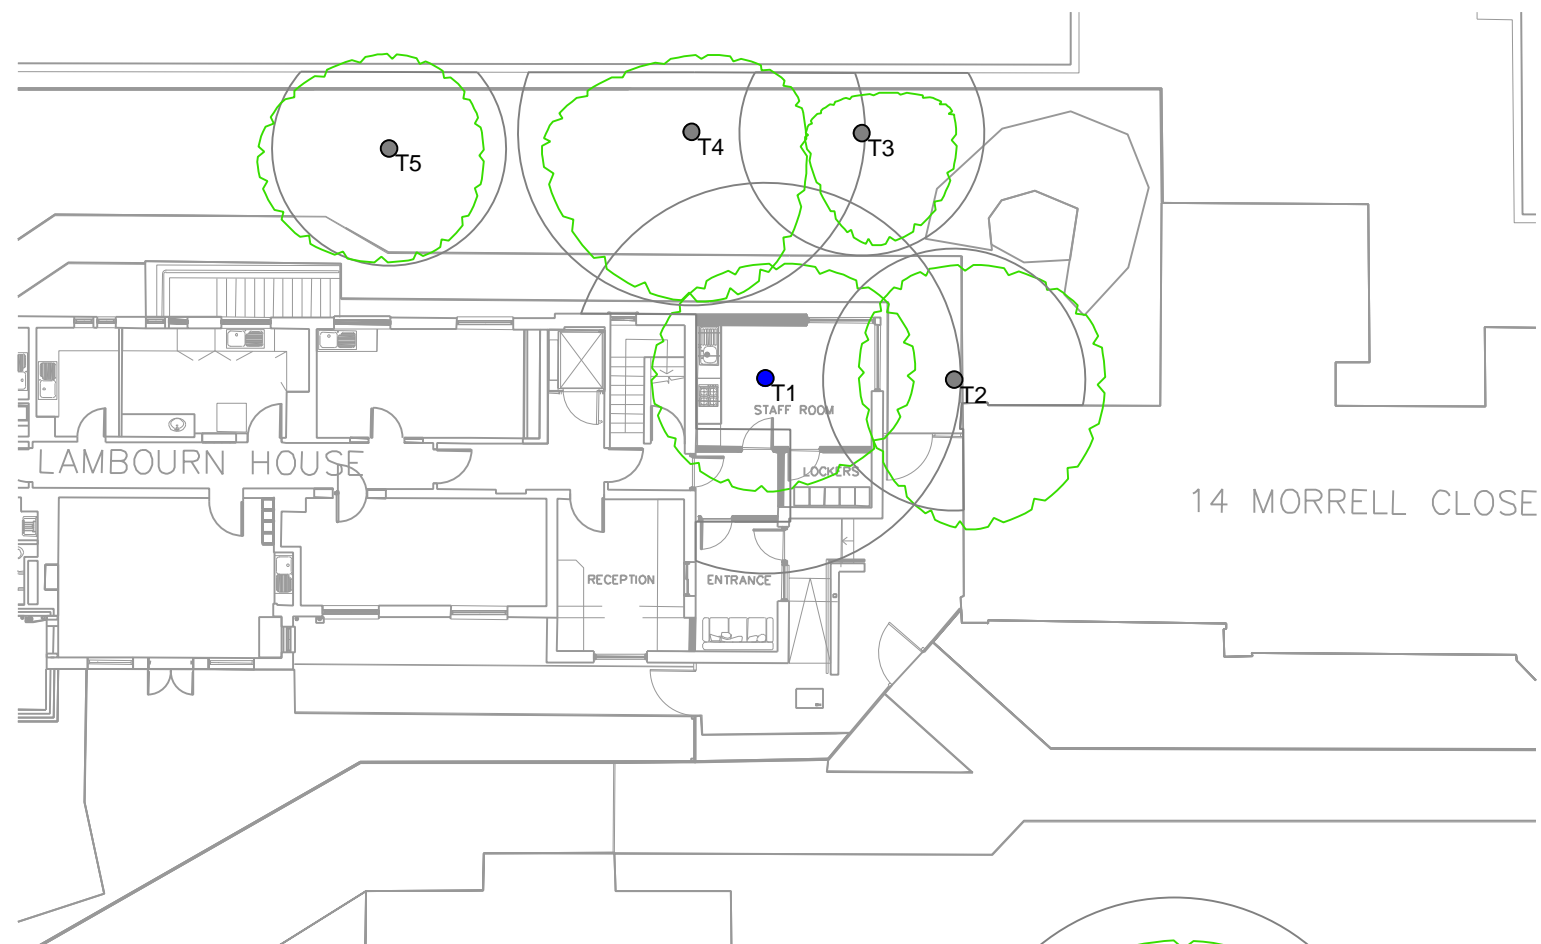 T5
T4
T3
T1
T2
STAFF ROOM
LAMBOURN HOUSE
LOCKERS
14 MORRELL CLOSE
RECEPTION
ENTRANCE